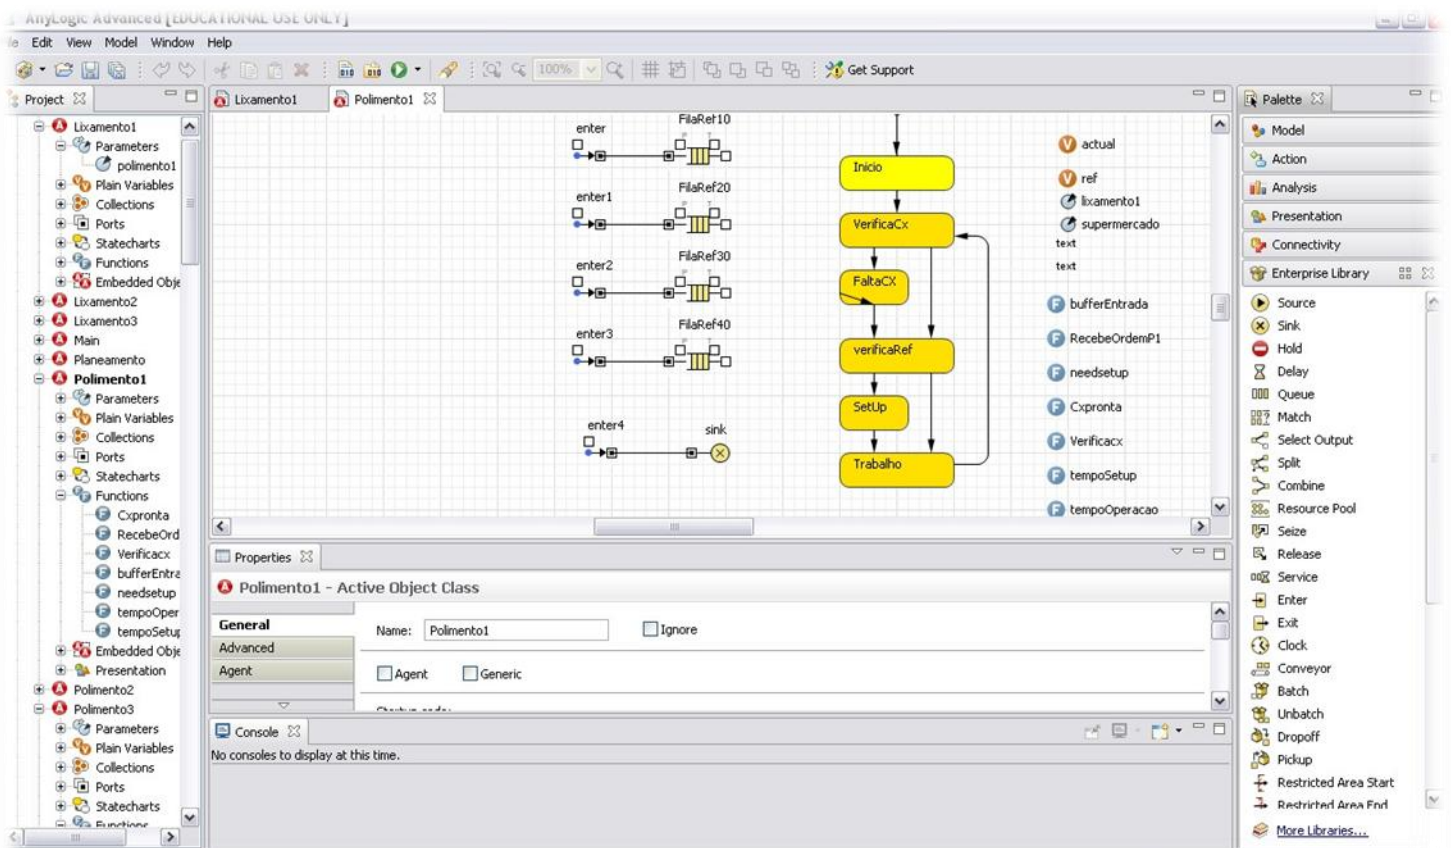 AnyLogic Advanced [EDUCATIONAL USE ONLY]
Edit View Model Window Help
100%
Get Support
Project
Lixamento1
Parameters
polimento1
Plain Variables
Collections
Ports
Statecharts
Functions
Embedded Obje
Lixamento2
Lixamento3
Main
Planeamento
Polimento1
Parameters
Plain Variables
Collections
Ports
Statecharts
Functions
Cxpronta
RecebeOrd
Verificacx
bufferEntra
needsetup
tempoOper
tempoSetup
Embedded Obje
Presentation
Polimento2
Polimento3
Parameters
Plain Variables
Collections
Ports
Statecharts
Functions
Lixamento1
Polimento1
enter
FilaRef10
enter1
FilaRef20
enter2
FilaRef30
enter3
FilaRef40
enter4
sink
Inicio
VerificaCx
FaltaCX
verificaRef
SetUp
Trabalho
actual
ref
lixamento1
supermercado
text
text
bufferEntrada
RecebeOrdemP1
needsetup
Cxpronta
Verificacx
tempoSetup
tempoOperacao
Properties
Polimento1 - Active Object Class
General
Advanced
Agent
Name: Polimento1
Ignore
Agent
Generic
Startup code:
Console
No consoles to display at this time.
Palette
Model
Action
Analysis
Presentation
Connectivity
Enterprise Library
Source
Sink
Hold
Delay
Queue
Match
Select Output
Split
Combine
Resource Pool
Seize
Release
Service
Enter
Exit
Clock
Conveyor
Batch
Unbatch
Dropoff
Pickup
Restricted Area Start
Restricted Area End
More Libraries...